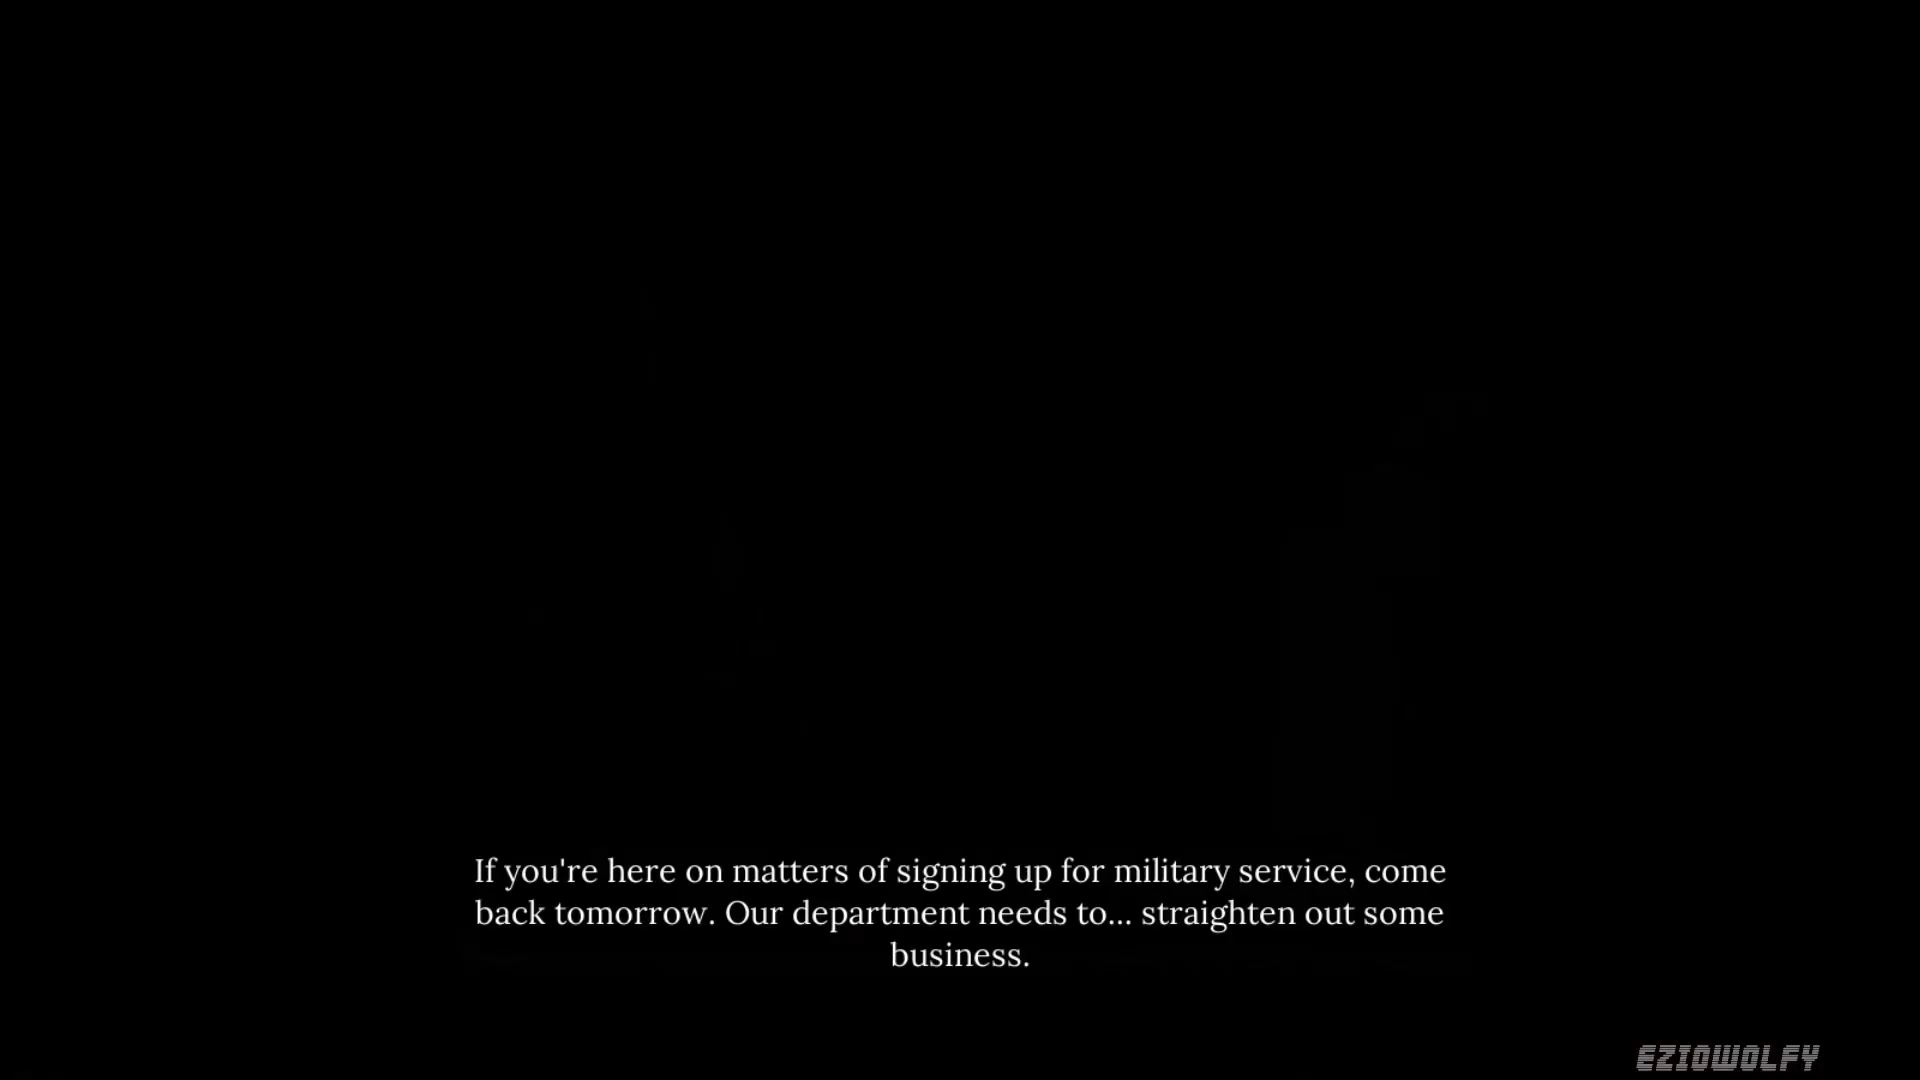 If you're here on matters of signing up for military service, come
back tomorrow. Our department needs to... straighten out some
business.
EZIOWOLFY